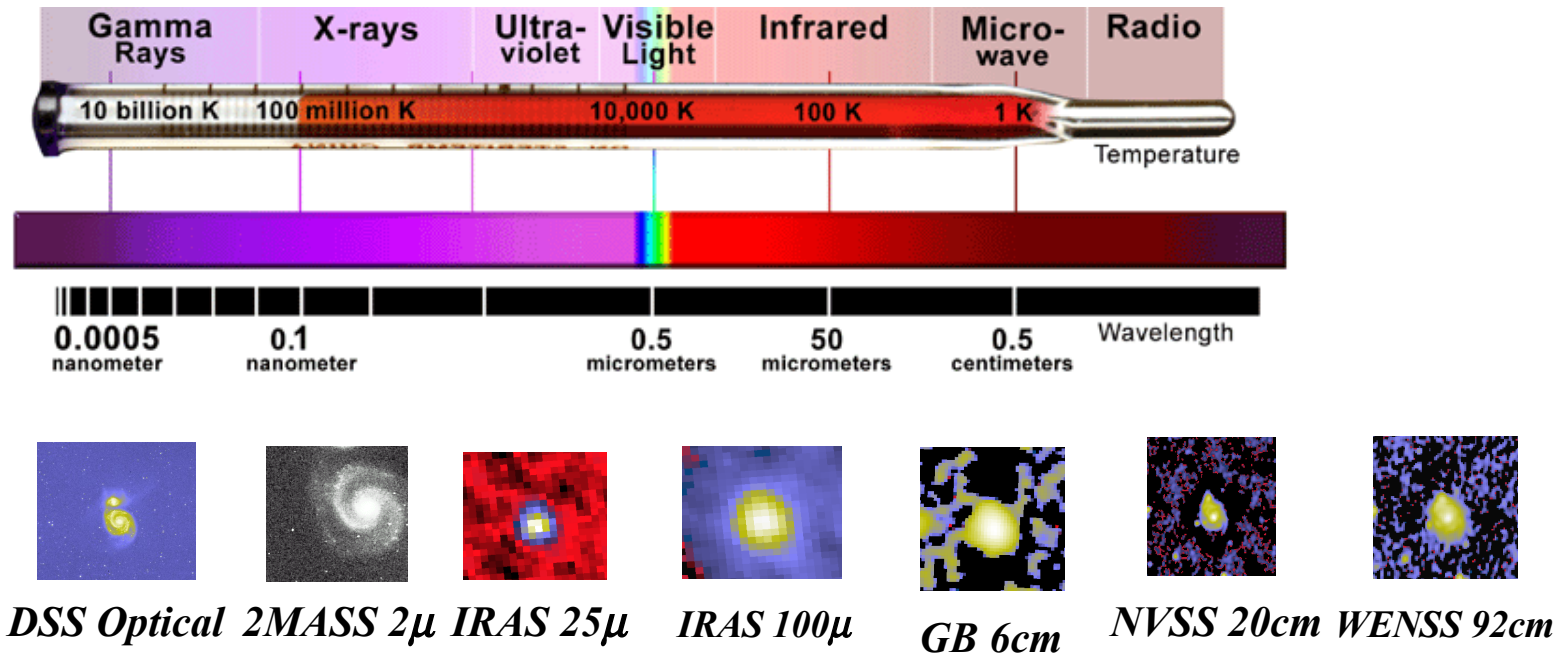 Gamma Rays
X-rays
Ultra-violet
Visible Light
Infrared
Micro-wave
Radio
10 billion K
100 million K
10,000 K
100 K
1 K
Temperature
0.0005 nanometer
0.1 nanometer
0.5 micrometers
50 micrometers
0.5 centimeters
Wavelength
DSS Optical
2MASS 2μ
IRAS 25μ
IRAS 100μ
GB 6cm
NVSS 20cm
WENSS 92cm